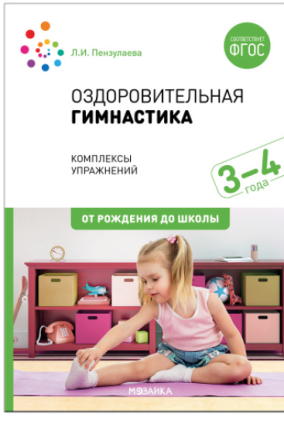 Л.И. Пензулаева
СООТВЕТСТВУЕТ
ФГОС
ОЗДОРОВИТЕЛЬНАЯ
ГИМНАСТИКА
КОМПЛЕКСЫ
УПРАЖНЕНИЙ
3–4
года
ОТ РОЖДЕНИЯ ДО ШКОЛЫ
МОЗАИКА